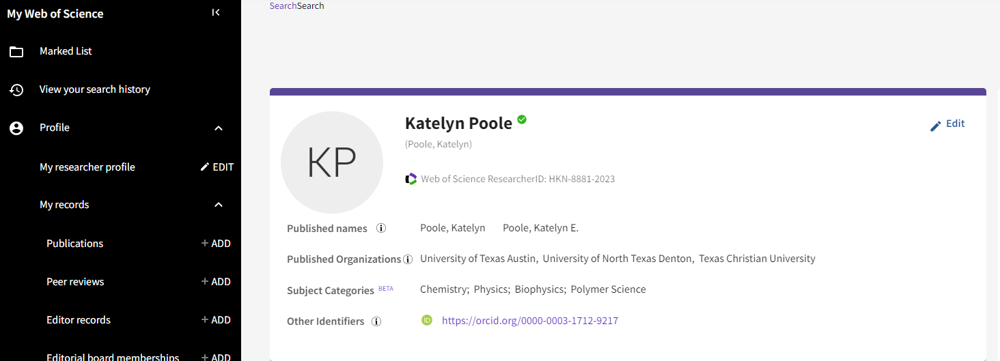 My Web of Science
Marked List
View your search history
Profile
My researcher profile
EDIT
My records
Publications
+ ADD
Peer reviews
+ ADD
Editor records
+ ADD
Editorial board memberships
+ ADD
SearchSearch
KP
Katelyn Poole
Edit
(Poole, Katelyn)
Web of Science ResearcherID: HKN-8881-2023
Published names
Poole, Katelyn Poole, Katelyn E.
Published Organizations
University of Texas Austin, University of North Texas Denton, Texas Christian University
Subject Categories BETA
Chemistry; Physics; Biophysics; Polymer Science
Other Identifiers
iD https://orcid.org/0000-0003-1712-9217